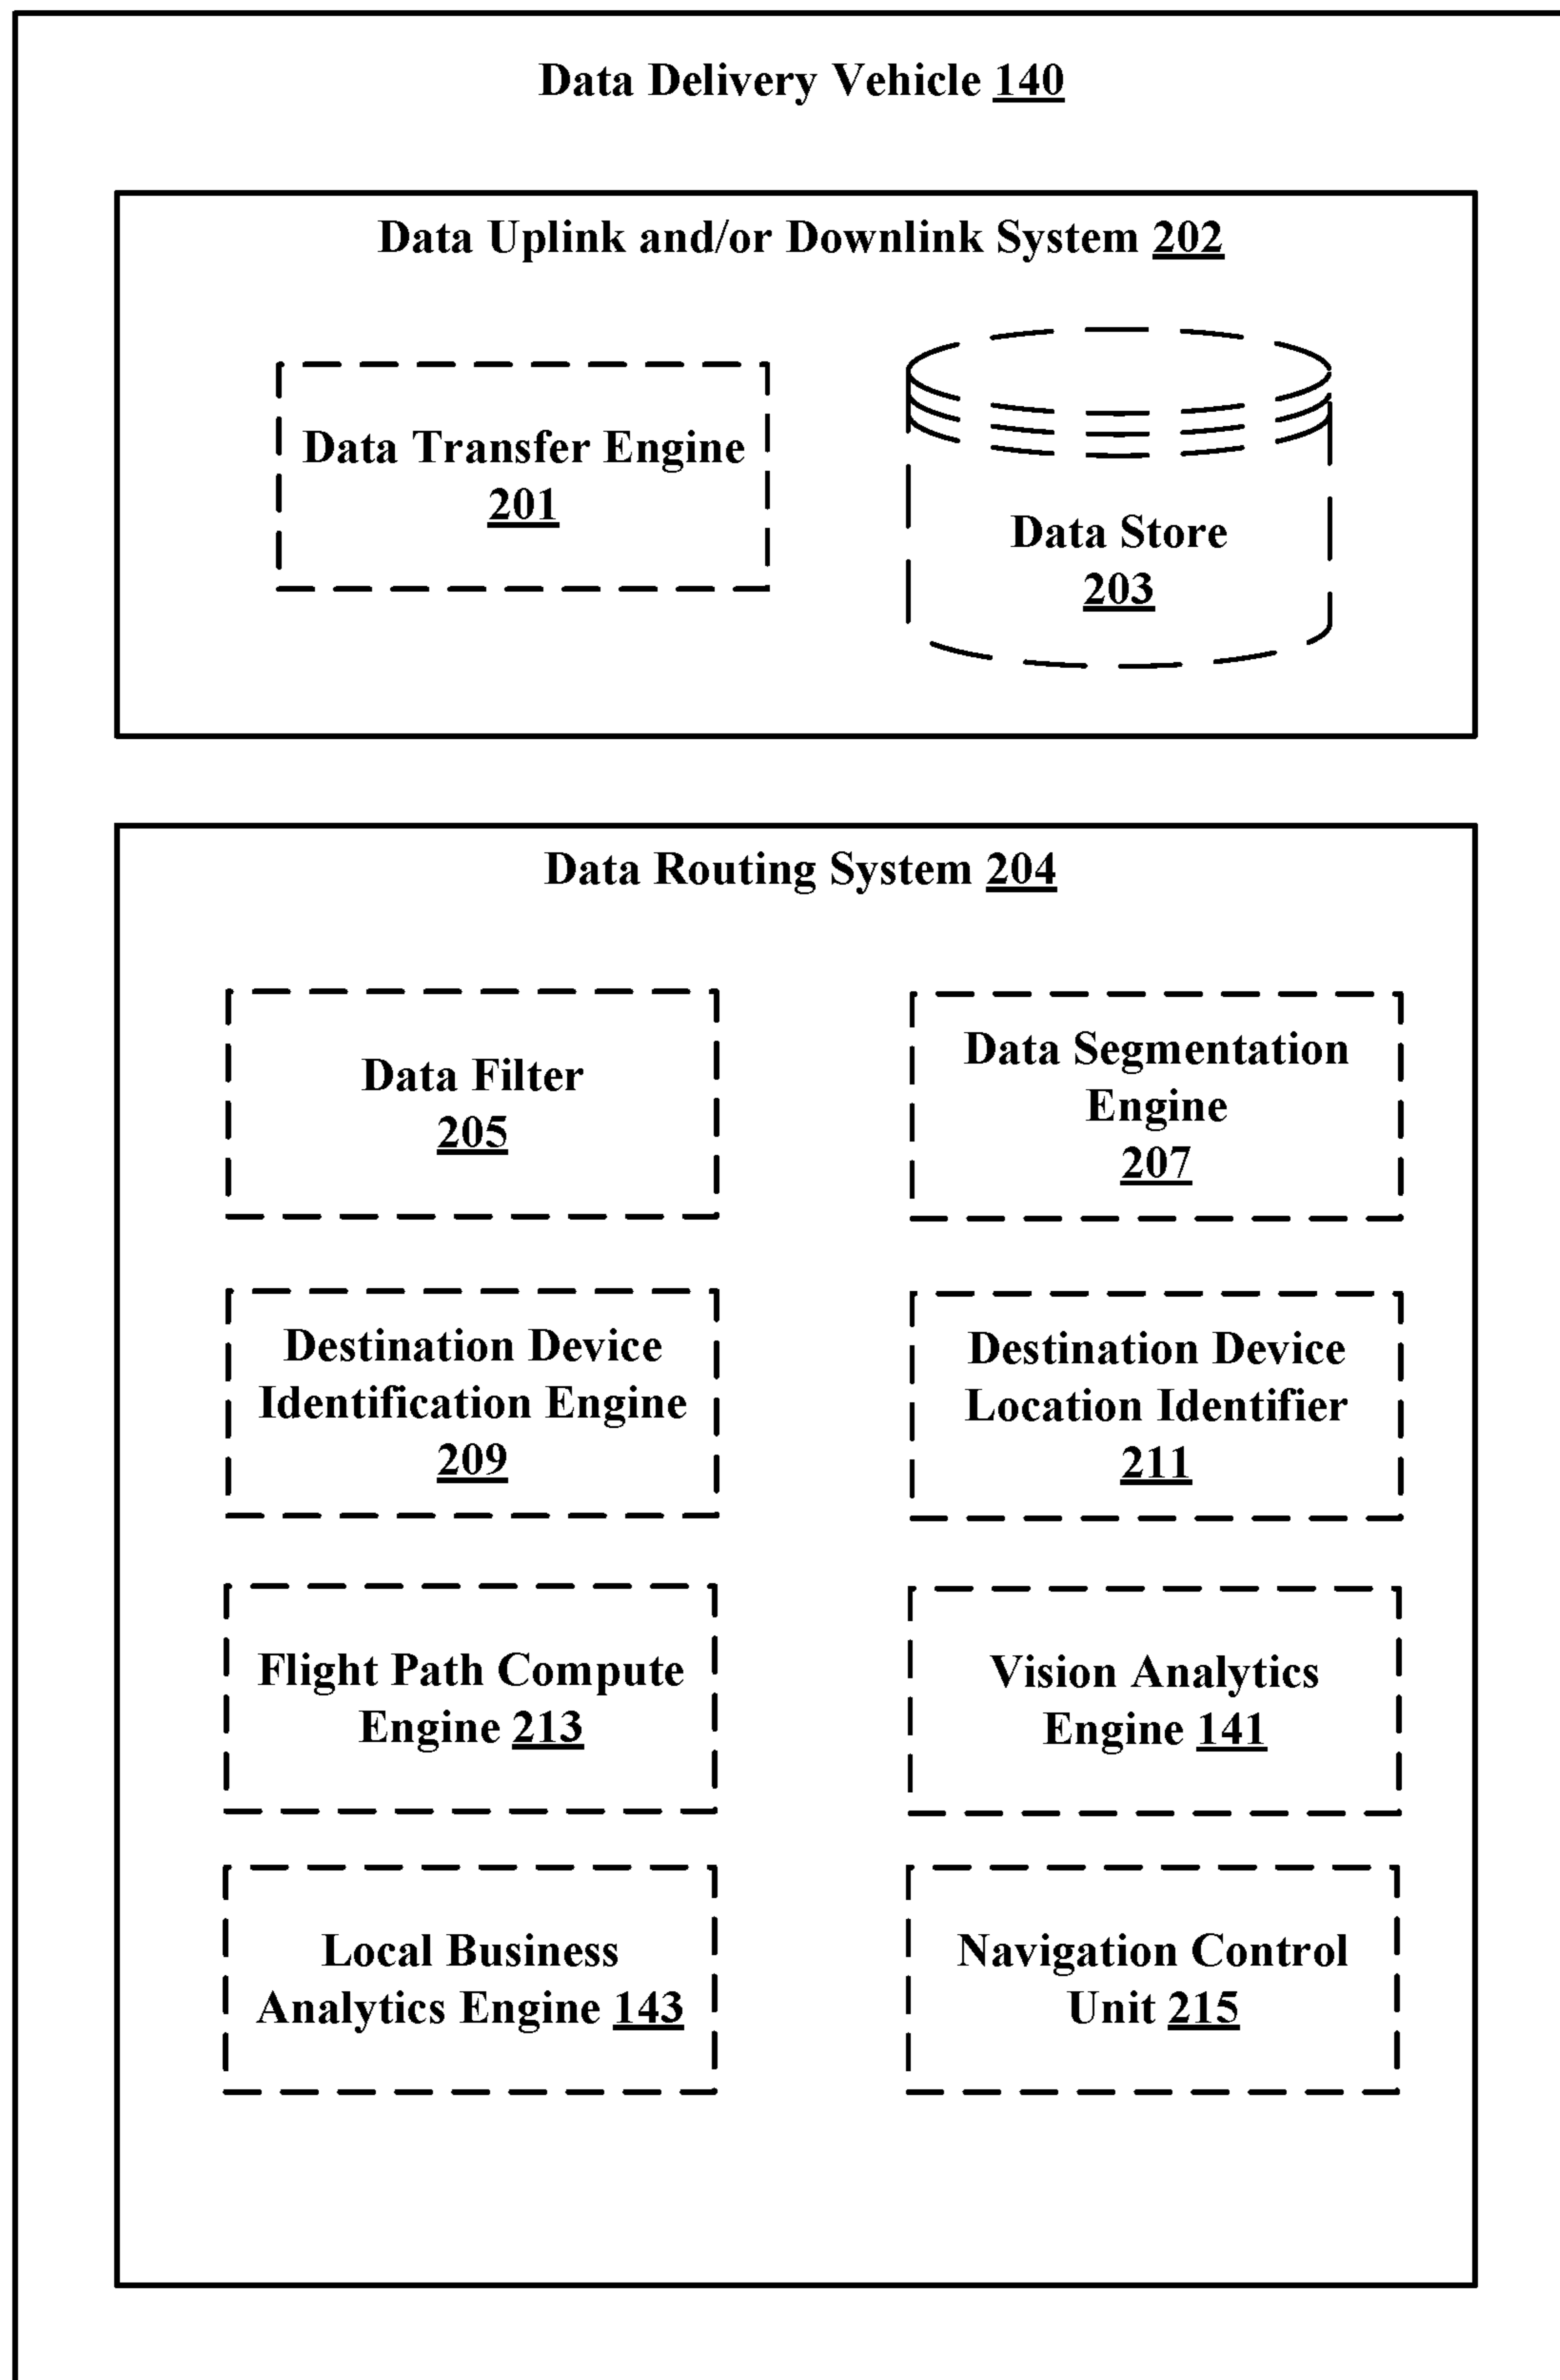 Data Delivery Vehicle 140
Data Uplink and/or Downlink System 202
Data Transfer Engine
201
Data Store
203
Data Routing System 204
Data Filter
205
Data Segmentation
Engine
207
Destination Device
Identification Engine
209
Destination Device
Location Identifier
211
Flight Path Compute
Engine 213
Vision Analytics
Engine 141
Local Business
Analytics Engine 143
Navigation Control
Unit 215